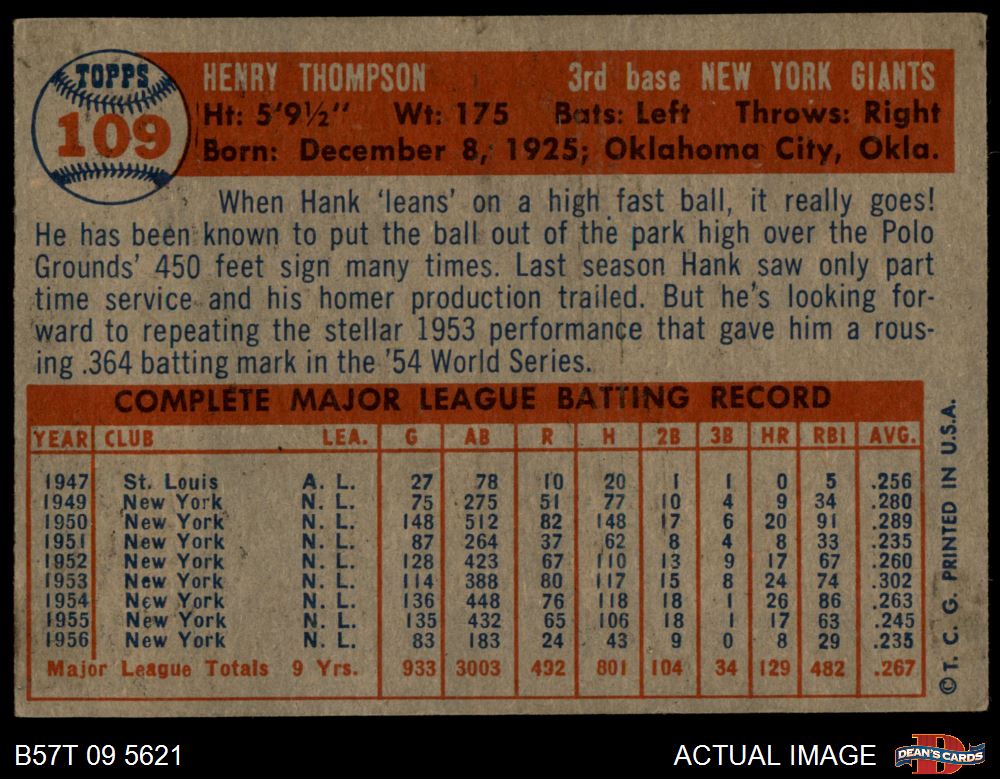 TOPPS
109
HENRY THOMPSON 3rd base NEW YORK GIANTS
Ht: 5'9½" Wt: 175 Bats: Left Throws: Right
Born: December 8, 1925; Oklahoma City, Okla.
When Hank 'leans' on a high fast ball, it really goes!
He has been known to put the ball out of the park high over the Polo
Grounds' 450 feet sign many times. Last season Hank saw only part
time service and his homer production trailed. But he's looking for-
ward to repeating the stellar 1953 performance that gave him a rous-
ing .364 batting mark in the '54 World Series.
COMPLETE MAJOR LEAGUE BATTING RECORD
YEAR CLUB LEA. G AB R H 2B 3B HR RBI AVG.
1947 St. Louis A. L. 27 78 10 20 1 1 0 5 .256
1949 New York N. L. 75 275 51 77 10 4 9 34 .280
1950 New York N. L. 148 512 82 148 17 6 20 91 .289
1951 New York N. L. 87 264 37 62 8 4 8 33 .235
1952 New York N. L. 128 423 67 110 13 9 17 67 .260
1953 New York N. L. 114 388 80 117 15 8 24 74 .302
1954 New York N. L. 136 448 76 118 18 1 26 86 .263
1955 New York N. L. 135 432 65 106 18 1 17 63 .245
1956 New York N. L. 83 183 24 43 9 0 8 29 .235
Major League Totals 9 Yrs. 933 3003 492 801 104 34 129 482 .267
© T. C. G. PRINTED IN U.S.A.
B57T 09 5621 ACTUAL IMAGE
D
DEAN'S CARDS